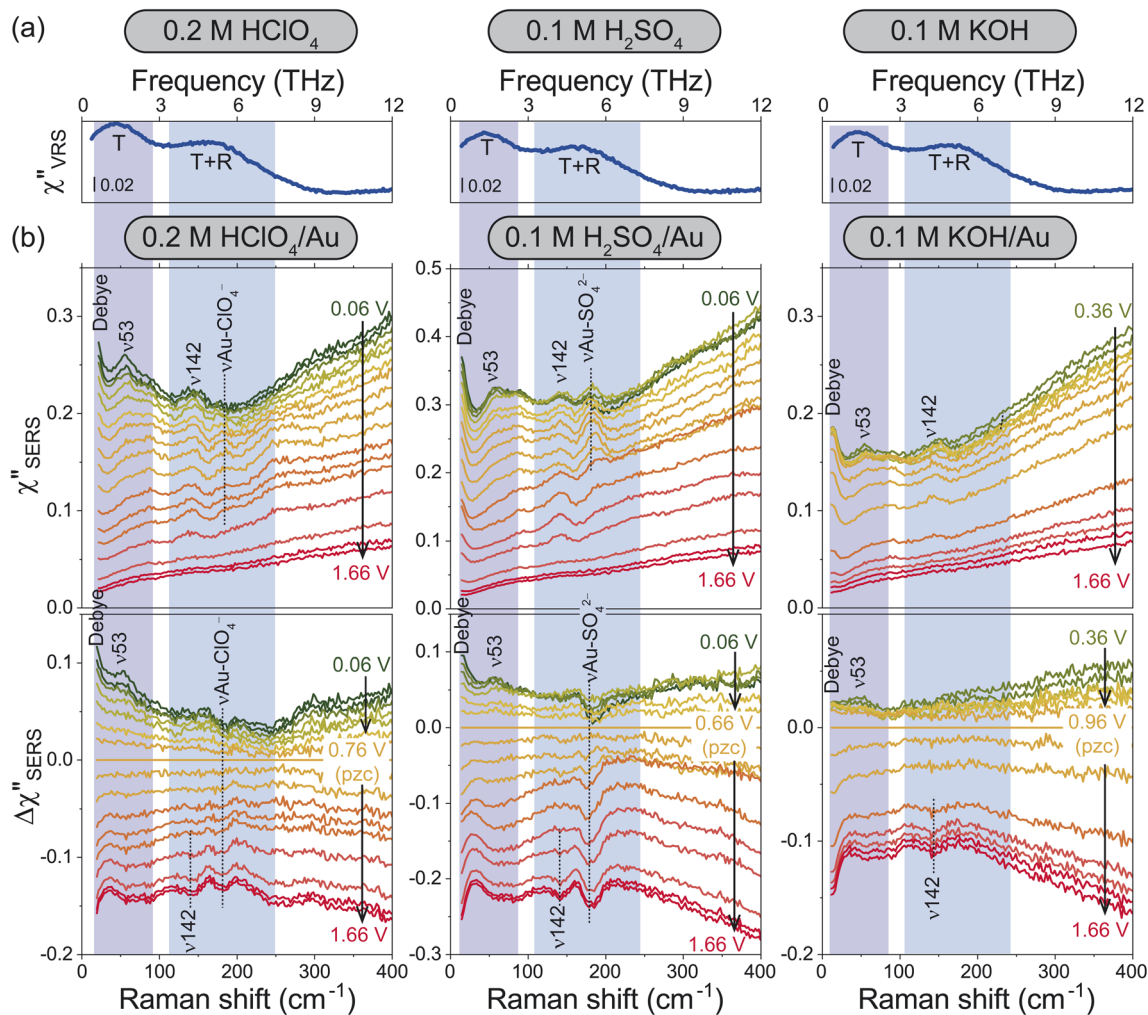 (a)
0.2 M HClO₄
0.1 M H₂SO₄
0.1 M KOH
Frequency (THz)
Frequency (THz)
Frequency (THz)
0 3 6 9 12
0 3 6 9 12
0 3 6 9 12
χ" VRS
T
T+R
0.02
T
T+R
0.02
T
T+R
0.02
(b)
0.2 M HClO₄/Au
0.1 M H₂SO₄/Au
0.1 M KOH/Au
χ" SERS
0.3
0.2
0.1
0.0
Debye
ν53
ν142
νAu-ClO₄⁻
0.06 V
1.66 V
0.5
0.4
0.3
0.2
0.1
0.0
Debye
ν53
ν142
νAu-SO₄²⁻
0.06 V
1.66 V
0.3
0.2
0.1
0.0
Debye
ν53
ν142
0.36 V
1.66 V
Δχ" SERS
0.1
0.0
-0.1
-0.2
Debye
ν53
νAu-ClO₄⁻
0.06 V
0.76 V
(pzc)
ν142
1.66 V
0.1
0.0
-0.1
-0.2
-0.3
Debye
ν53
νAu-SO₄²⁻
0.06 V
0.66 V
(pzc)
ν142
1.66 V
0.1
0.0
-0.1
-0.2
Debye
ν53
0.36 V
0.96 V
(pzc)
ν142
1.66 V
0 100 200 300 400
0 100 200 300 400
0 100 200 300 400
Raman shift (cm⁻¹)
Raman shift (cm⁻¹)
Raman shift (cm⁻¹)